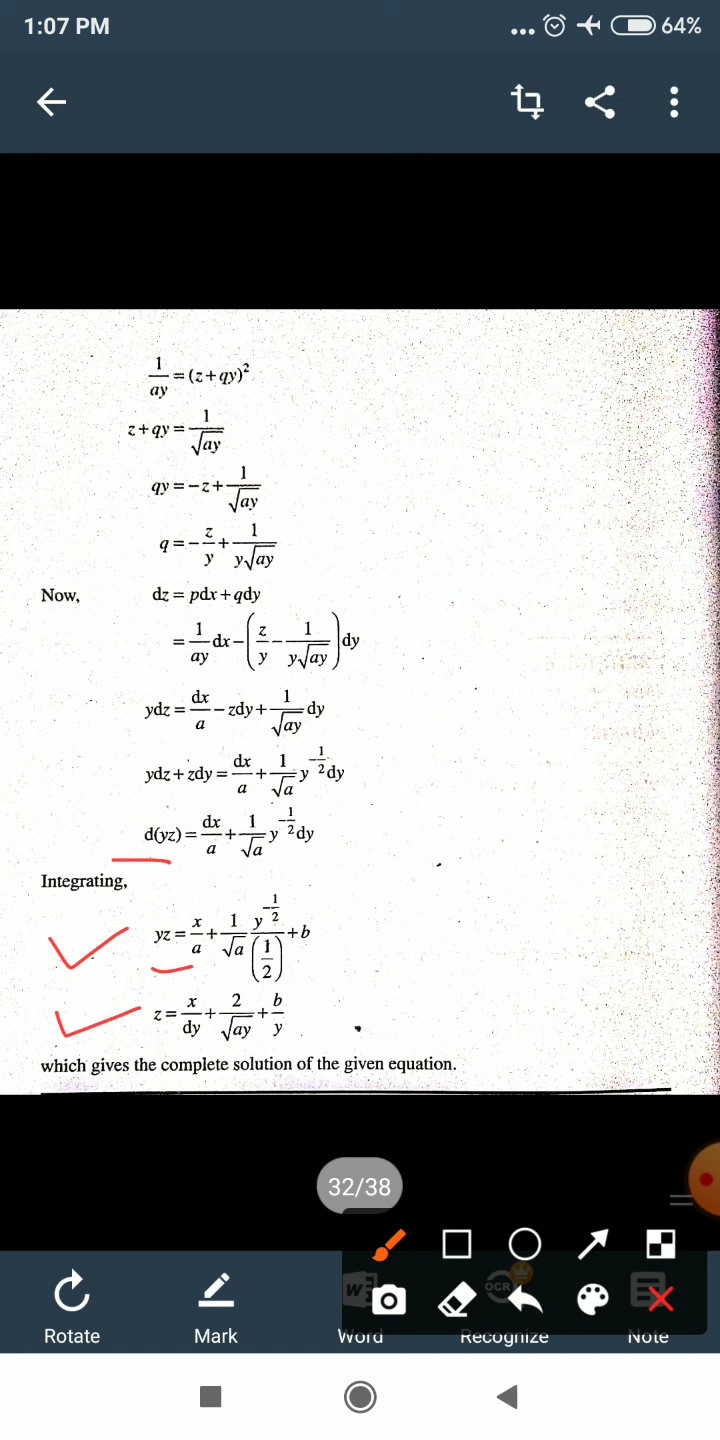 1:07 PM
64%
1/ay = (z+qy)²
z+qy = 1/√ay
qy = −z + 1/√ay
q = −z/y + 1/y√ay
Now, dz = pdx+qdy
= 1/ay dx − (z/y − 1/y√ay) dy
ydz = dx/a − zdy + 1/√ay dy
ydz+zdy = dx/a + 1/√a y^(−1/2) dy
d(yz) = dx/a + 1/√a y^(−1/2) dy
Integrating,
yz = x/a + 1/√a y^(−1/2)/(1/2) + b
z = x/dy + 2/√ay + b/y
which gives the complete solution of the given equation.
32/38
W
OCR
Rotate Mark Word Recognize Note